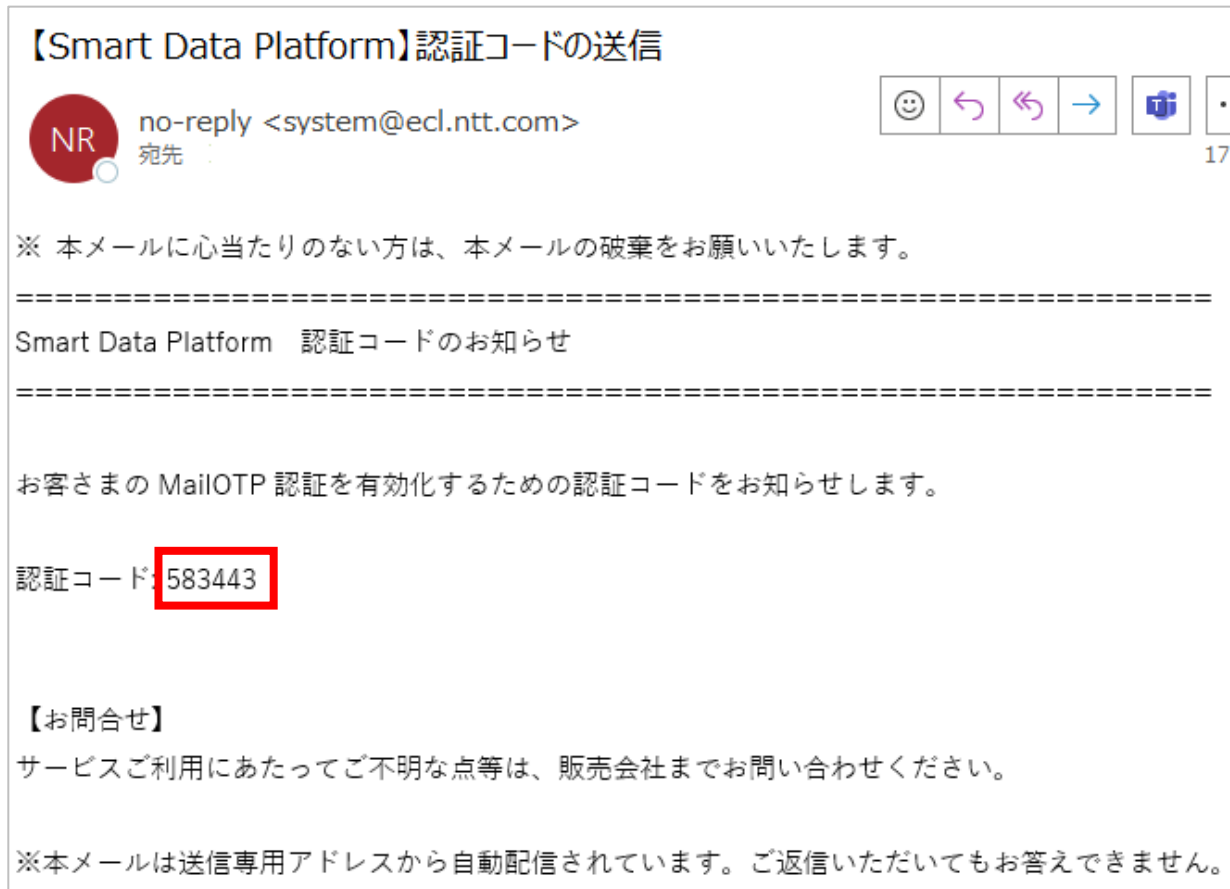 【Smart Data Platform】認証コードの送信
NR
no-reply <system@ecl.ntt.com>
宛先
17
※ 本メールに心当たりのない方は、本メールの破棄をお願いいたします。
=============================================================
Smart Data Platform　認証コードのお知らせ
=============================================================
お客さまの MailOTP 認証を有効化するための認証コードをお知らせします。
認証コード: 583443
【お問合せ】
サービスご利用にあたってご不明な点等は、販売会社までお問い合わせください。
※本メールは送信専用アドレスから自動配信されています。ご返信いただいてもお答えできません。